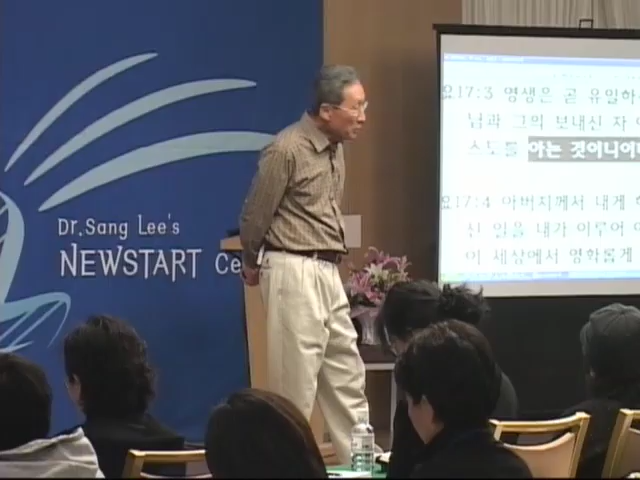 Dr.Sang Lee's
NEWSTART Ce
요17:3 영생은 곧 유일하
님과 그의 보내신 자
스도를 아는 것이니이
요17:4 아버지께서 내게
신 일을 내가 이루어
이 세상에서 영화롭게